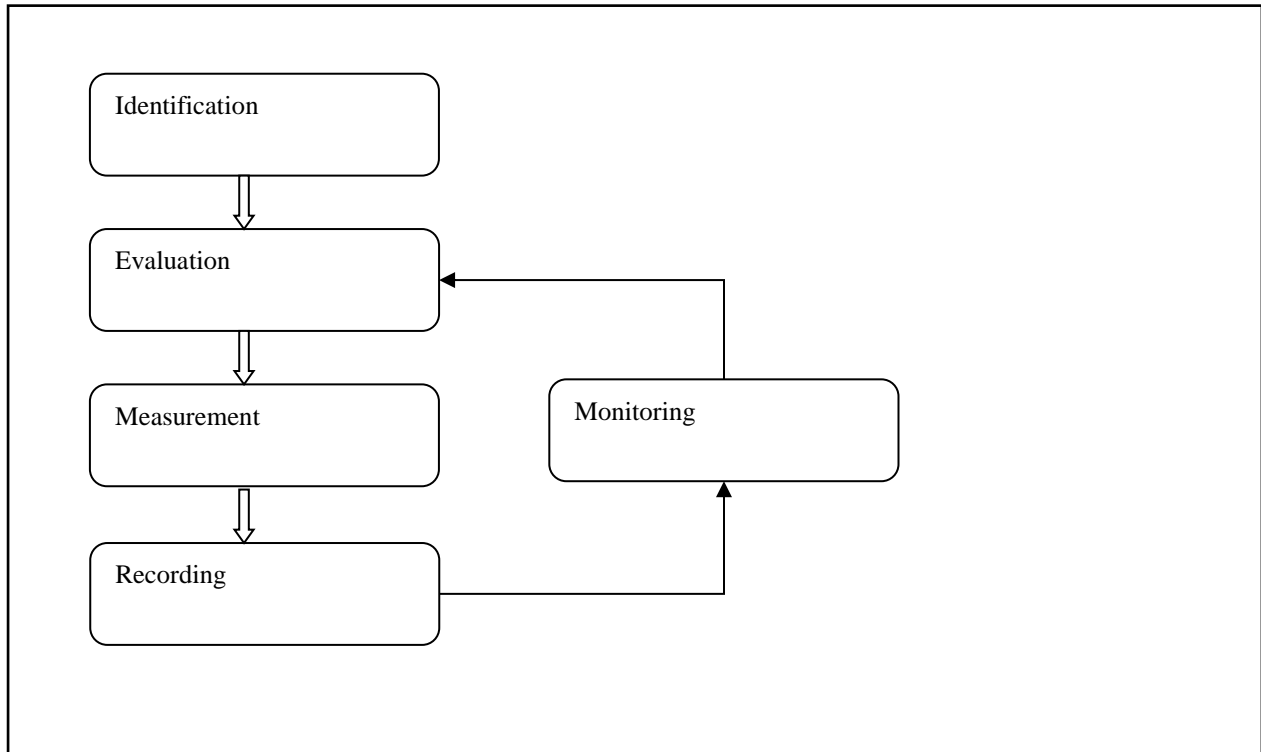 Identification
Evaluation
Measurement
Monitoring
Recording